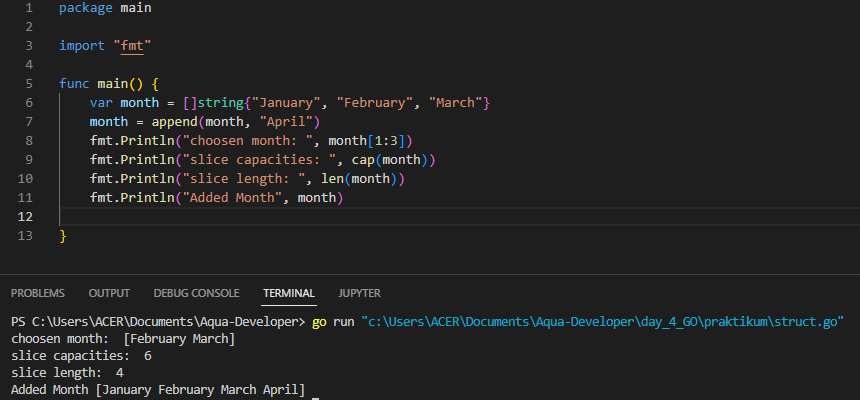 1 package main
2
3 import "fmt"
4
5 func main() {
6     var month = []string{"January", "February", "March"}
7     month = append(month, "April")
8     fmt.Println("choosen month: ", month[1:3])
9     fmt.Println("slice capacities: ", cap(month))
10     fmt.Println("slice length: ", len(month))
11     fmt.Println("Added Month", month)
12
13 }
PROBLEMS OUTPUT DEBUG CONSOLE TERMINAL JUPYTER
PS C:\Users\ACER\Documents\Aqua-Developer> go run "c:\Users\ACER\Documents\Aqua-Developer\day_4_GO\praktikum\struct.go"
choosen month:  [February March]
slice capacities:  6
slice length:  4
Added Month [January February March April]